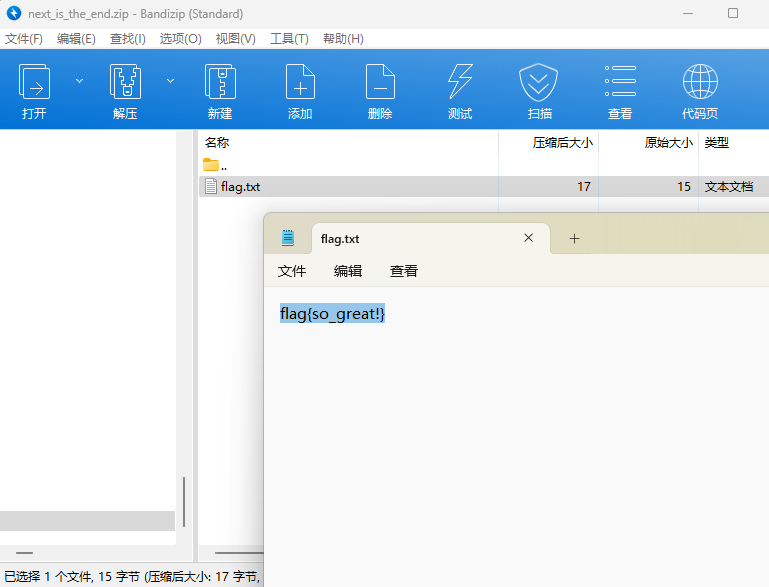 next_is_the_end.zip - Bandizip (Standard)
文件(F) 编辑(E) 查找(I) 选项(O) 视图(V) 工具(T) 帮助(H)
打开 解压 新建 添加 删除 测试 扫描 查看 代码页
名称 压缩后大小 原始大小 类型
..
flag.txt 17 15 文本文档
flag.txt
文件 编辑 查看
flag{so_great!}
已选择 1 个文件, 15 字节 (压缩后大小: 17 字节,